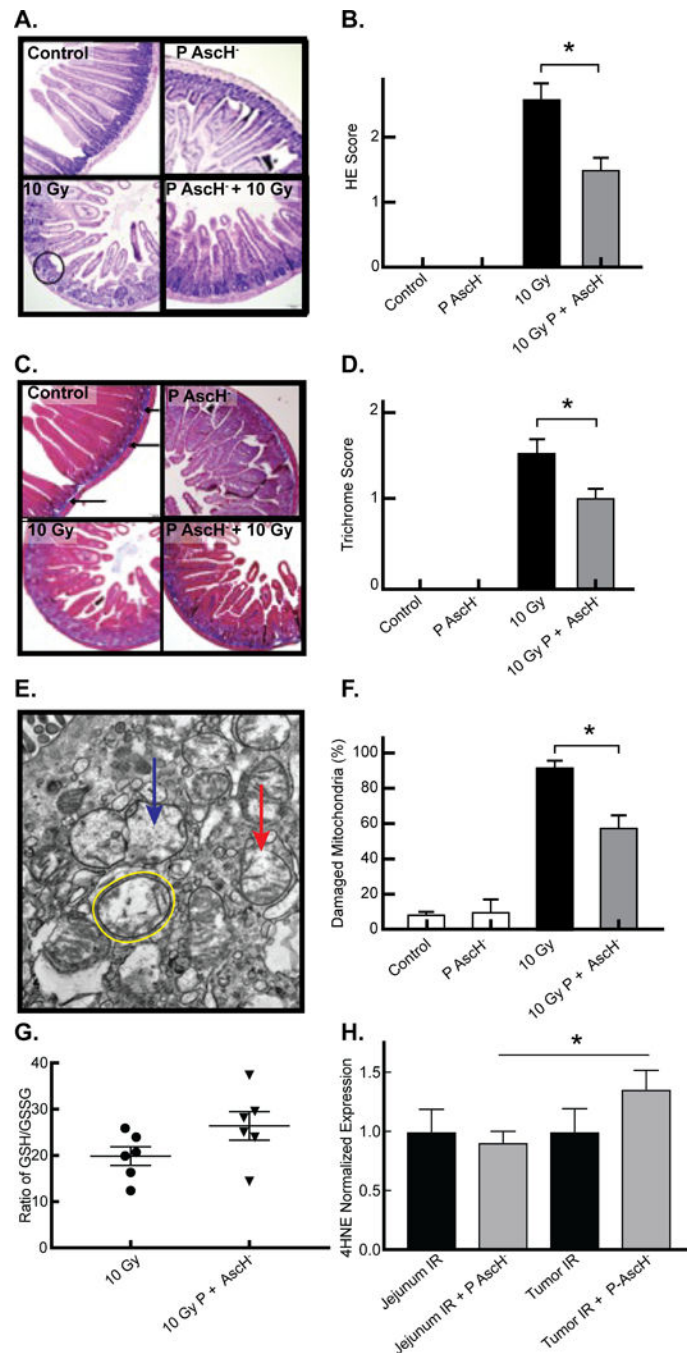 A.
Control
P AscH-
10 Gy
P AscH- + 10 Gy
B.
*
2
1
0
HE Score
Control
P AscH-
10 Gy
10 Gy P + AscH-
C.
Control
P AscH-
10 Gy
P AscH- + 10 Gy
D.
*
2
1
0
Trichrome Score
Control
P AscH-
10 Gy
10 Gy P + AscH-
E.
F.
*
100
80
60
40
20
0
Damaged Mitochondria (%)
Control
P AscH-
10 Gy
10 Gy P + AscH-
G.
40
30
20
10
0
Ratio of GSH/GSSG
10 Gy
10 Gy P + AscH-
H.
*
1.5
1.0
0.5
0.0
4HNE Normalized Expression
Jejunum IR
Jejunum IR + P AscH-
Tumor IR
Tumor IR + P-AscH-